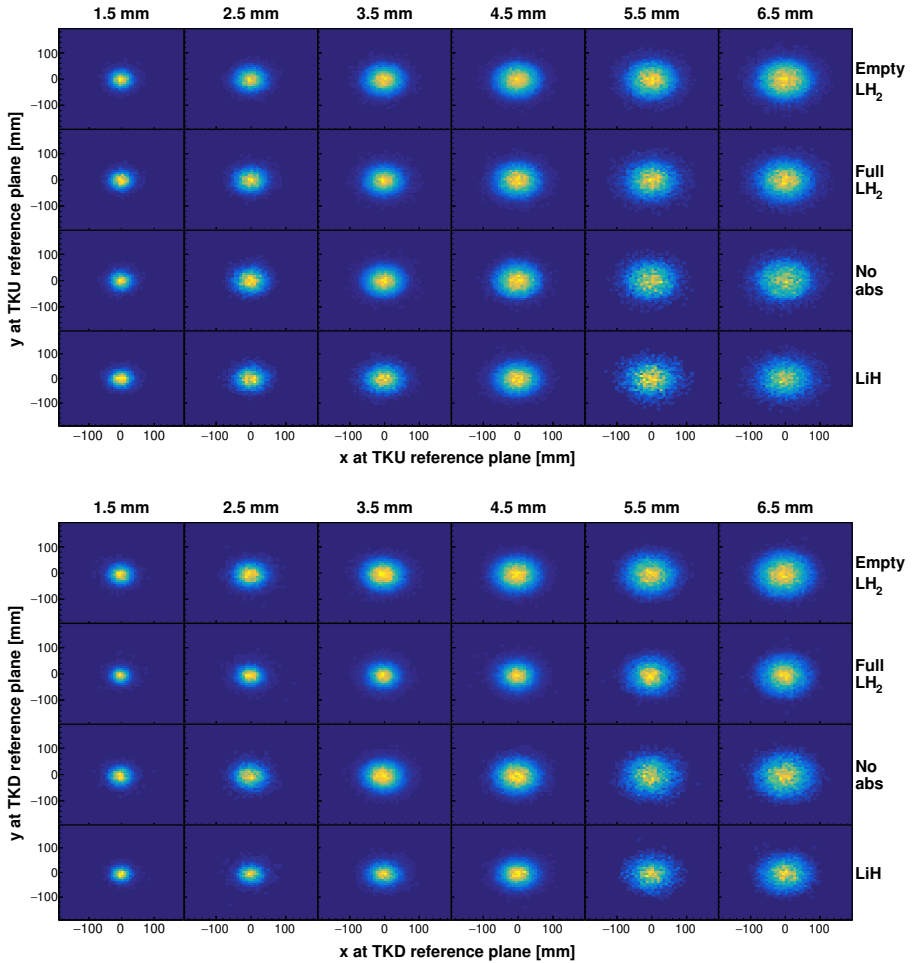 1.5 mm 2.5 mm 3.5 mm 4.5 mm 5.5 mm 6.5 mm
y at TKU reference plane [mm]
100
0
−100
Empty
LH2
100
0
−100
Full
LH2
100
0
−100
No
abs
100
0
−100
LiH
−100 0 100 −100 0 100 −100 0 100 −100 0 100 −100 0 100 −100 0 100
x at TKU reference plane [mm]
1.5 mm 2.5 mm 3.5 mm 4.5 mm 5.5 mm 6.5 mm
y at TKD reference plane [mm]
100
0
−100
Empty
LH2
100
0
−100
Full
LH2
100
0
−100
No
abs
100
0
−100
LiH
−100 0 100 −100 0 100 −100 0 100 −100 0 100 −100 0 100 −100 0 100
x at TKD reference plane [mm]